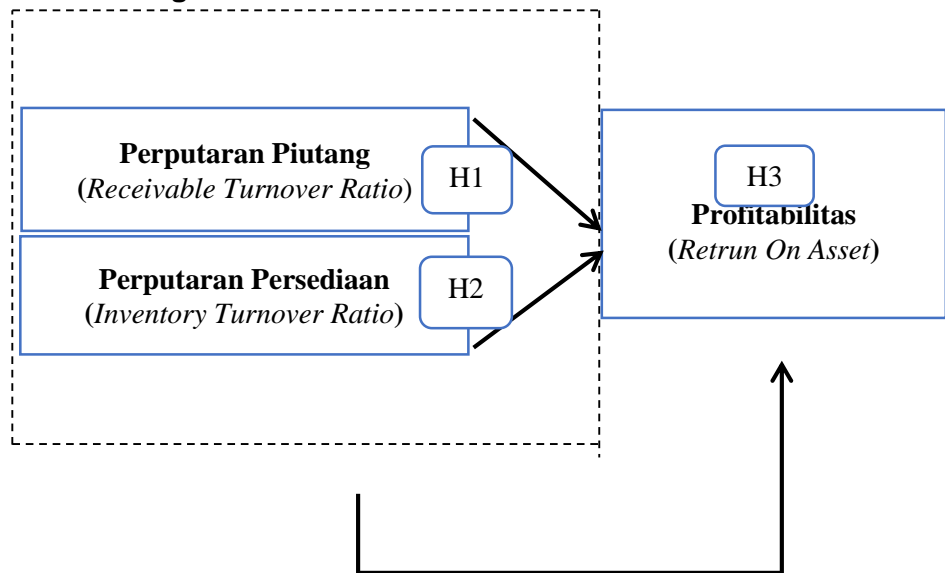 Perputaran Piutang
(Receivable Turnover Ratio)
H1
Perputaran Persediaan
(Inventory Turnover Ratio)
H2
H3
Profitabilitas
(Retrun On Asset)